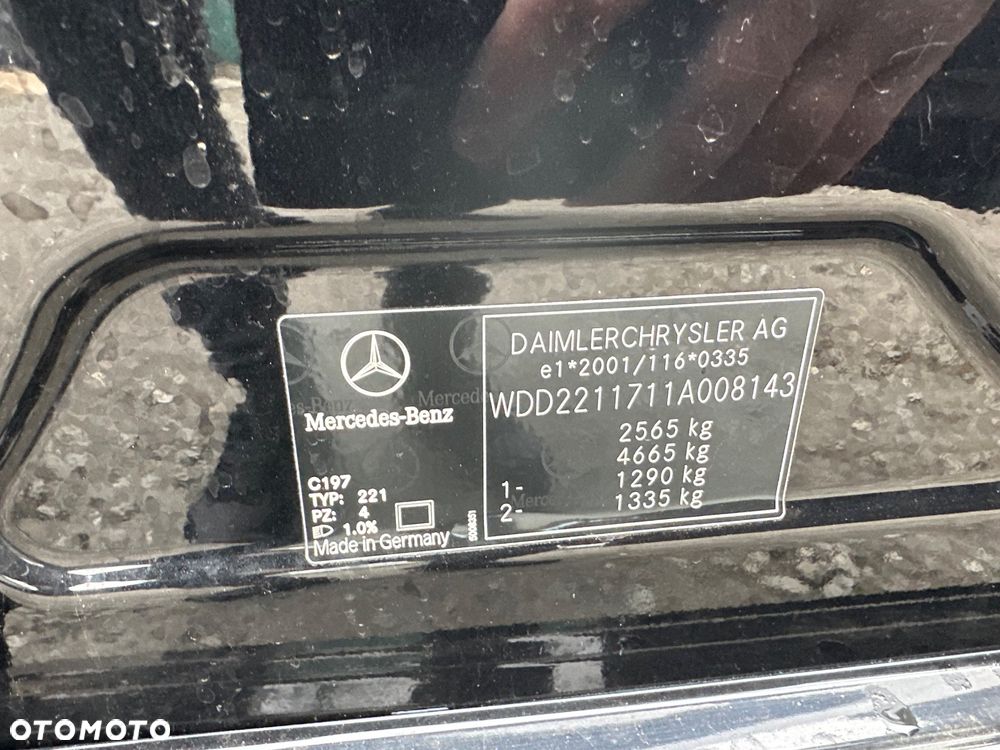 Mercedes-Benz
C197
TYP: 221
PZ: 4
1.0%
Made in Germany
DAIMLERCHRYSLER AG
e1*2001/116*0335
WDD2211711A008143
2565 kg
4665 kg
1- 1290 kg
2- 1335 kg
OTOMOTO